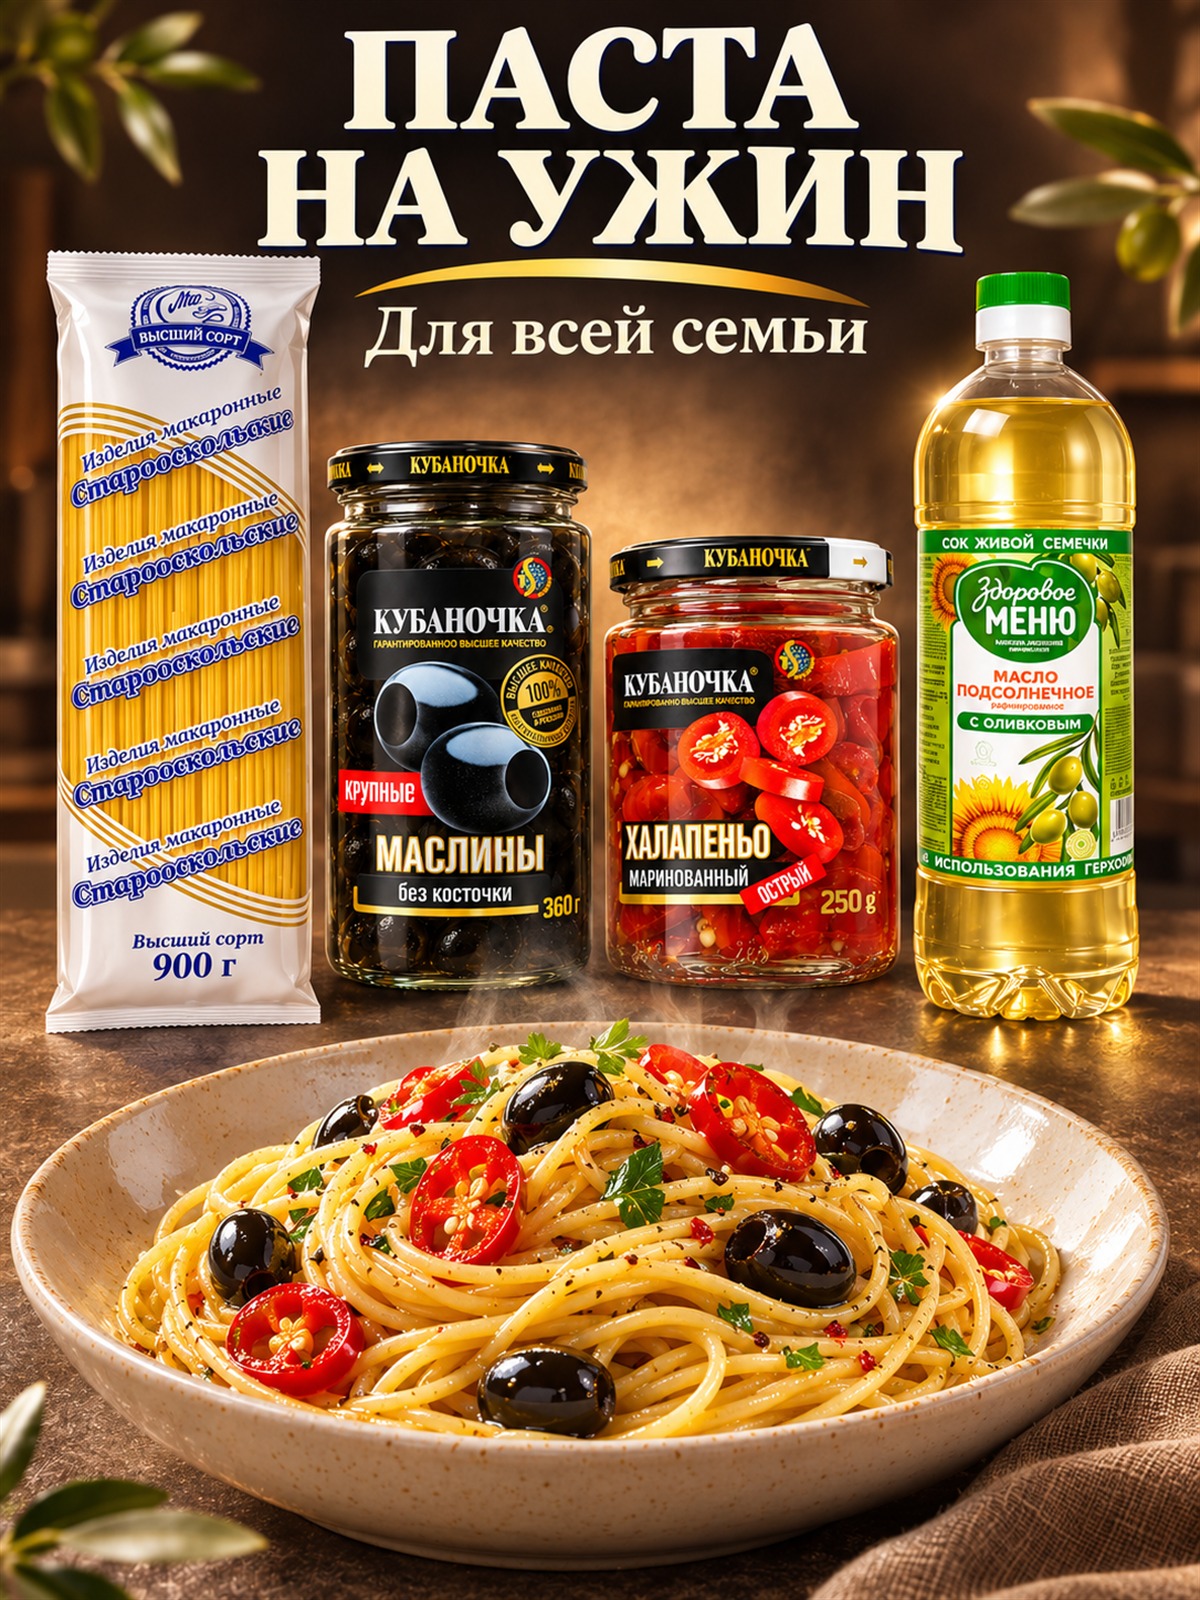 ПАСТА
НА УЖИН
Для всей семьи
ВЫСШИЙ СОРТ
Изделия макаронные
Старооскольские
Изделия макаронные
Старооскольские
Изделия макаронные
Старооскольские
Изделия макаронные
Старооскольские
Изделия макаронные
Старооскольские
Высший сорт
900 г
КУБАНОЧКА
КУБАНОЧКА
ГАРАНТИРОВАННОО ВЫСШЕЕ КАЧЕСТВО
100%
КРУПНЫЕ
МАСЛИНЫ
без косточки
360 г
КУБАНОЧКА
КУБАНОЧКА
ГАРАНТИРОВАННО ВЫСШЕЕ КАЧЕСТВО
ХАЛАПЕНЬО
МАРИНОВАННЫЙ
ОСТРЫЙ
250 g
СОК ЖИВОЙ СЕМЕЧКИ
Здоровое
МЕНЮ
МАСЛО
ПОДСОЛНЕЧНОЕ
рафинированное
С ОЛИВКОВЫМ
ИСПОЛЬЗОВАНИЯ